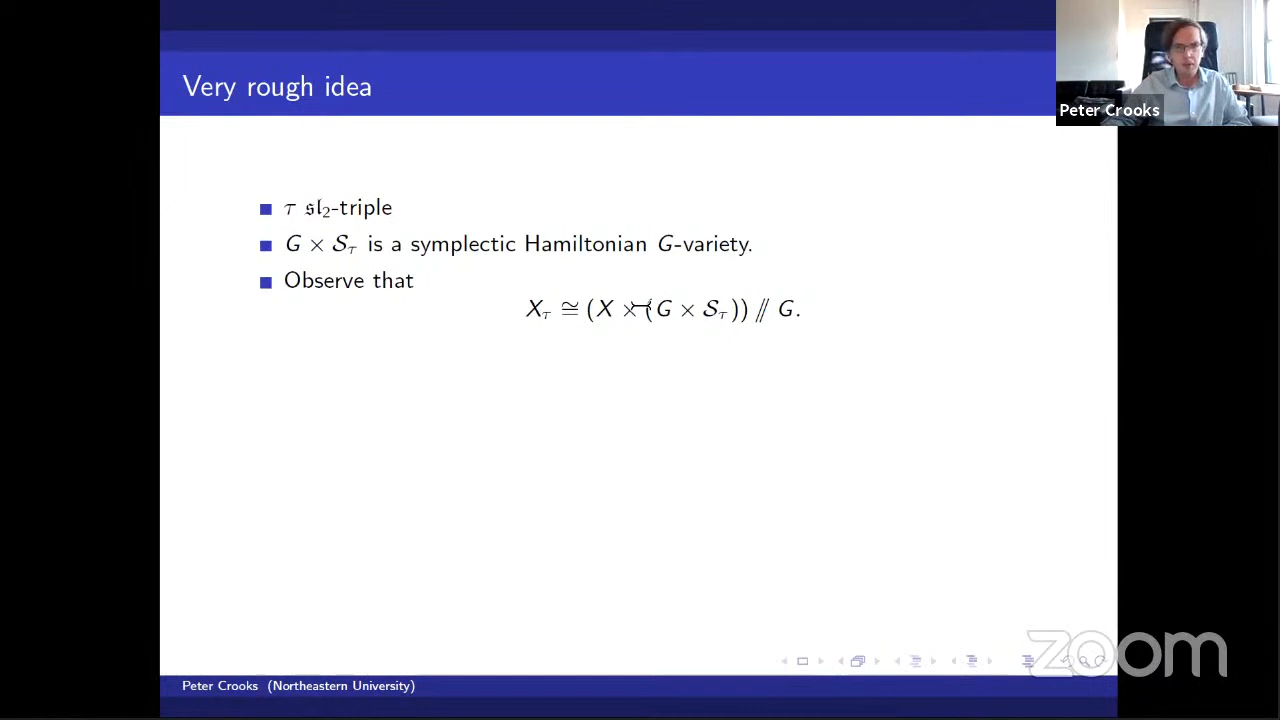 Very rough idea
Peter Crooks
τ 𝔰𝔩₂-triple
G × 𝒮_τ is a symplectic Hamiltonian G-variety.
Observe that
X_τ ≅ (X × (G × 𝒮_τ)) // G.
zoom
Peter Crooks (Northeastern University)